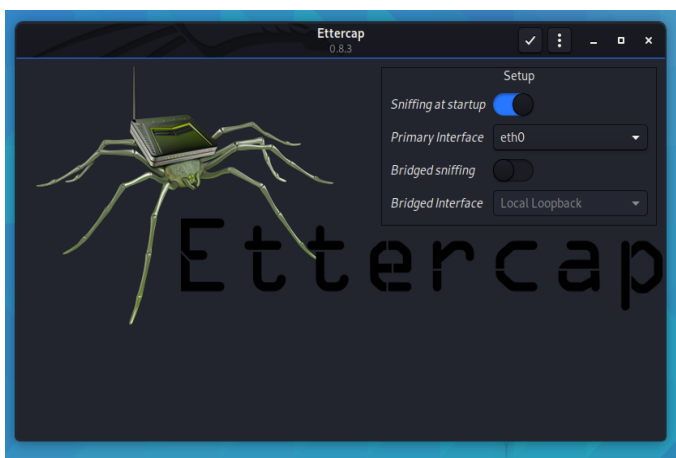 Ettercap
0.8.3
Setup
Sniffing at startup
Primary Interface eth0
Bridged sniffing
Bridged Interface Local Loopback
Ettercap